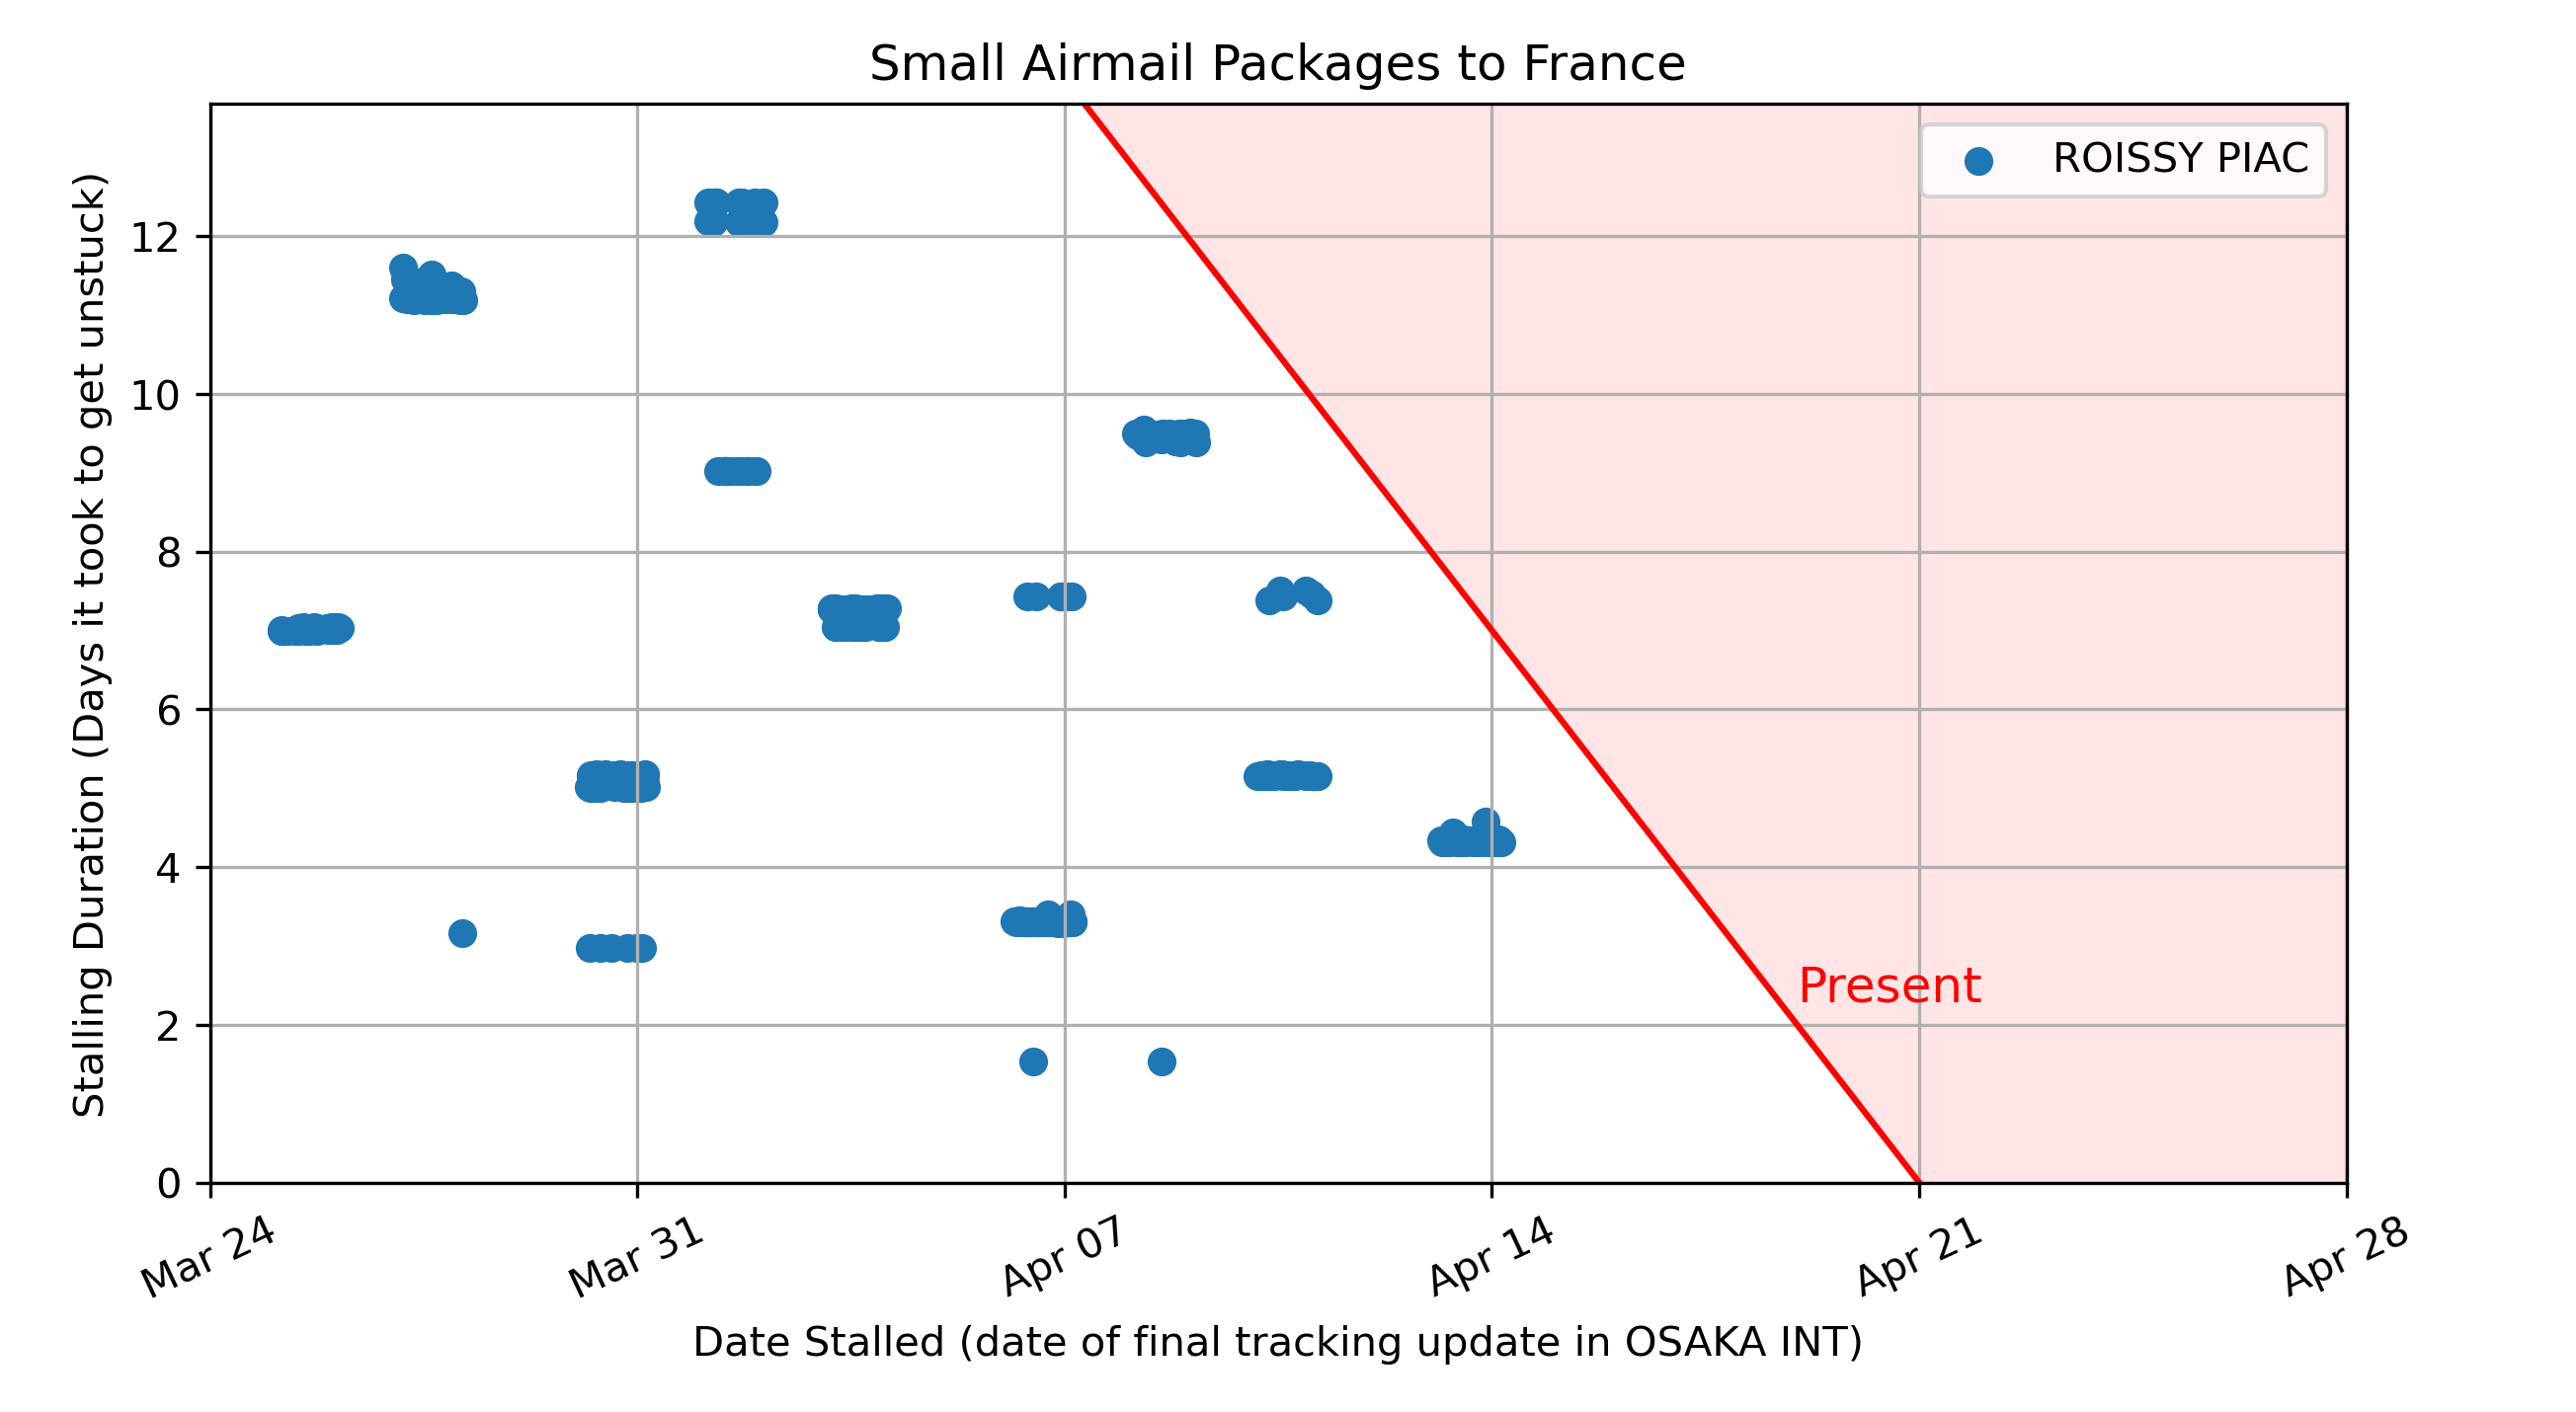 Small Airmail Packages to France
Stalling Duration (Days it took to get unstuck)
12
10
8
6
4
2
0
ROISSY PIAC
Present
Mar 24
Mar 31
Apr 07
Apr 14
Apr 21
Apr 28
Date Stalled (date of final tracking update in OSAKA INT)